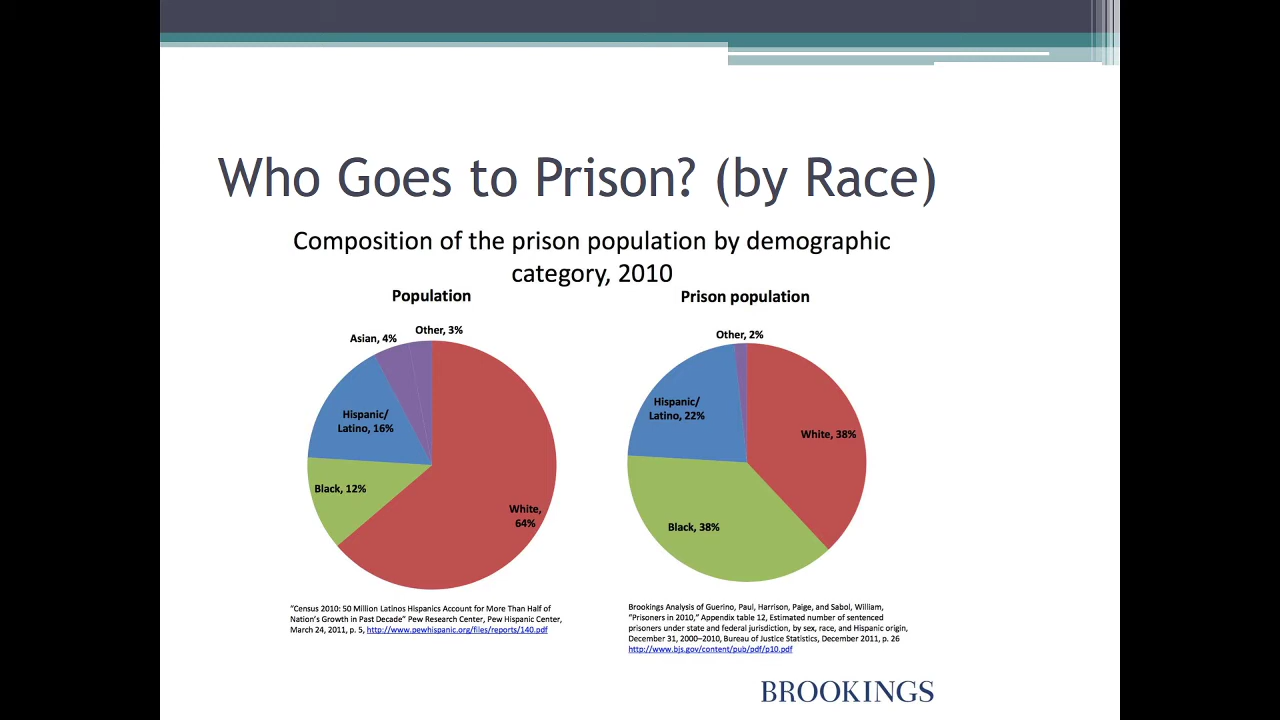 Who Goes to Prison? (by Race)
Composition of the prison population by demographic
category, 2010
Population
Other, 3%
Asian, 4%
Hispanic/
Latino, 16%
Black, 12%
White,
64%
"Census 2010: 50 Million Latinos Hispanics Account for More Than Half of
Nation's Growth in Past Decade" Pew Research Center, Pew Hispanic Center,
March 24, 2011, p. 5, http://www.pewhispanic.org/files/reports/140.pdf
Prison population
Other, 2%
Hispanic/
Latino, 22%
White, 38%
Black, 38%
Brookings Analysis of Guerino, Paul, Harrison, Paige, and Sabol, William,
"Prisoners in 2010," Appendix table 12, Estimated number of sentenced
prisoners under state and federal jurisdiction, by sex, race, and Hispanic origin,
December 31, 2000–2010, Bureau of Justice Statistics, December 2011, p. 26
http://www.bjs.gov/content/pub/pdf/p10.pdf
BROOKINGS